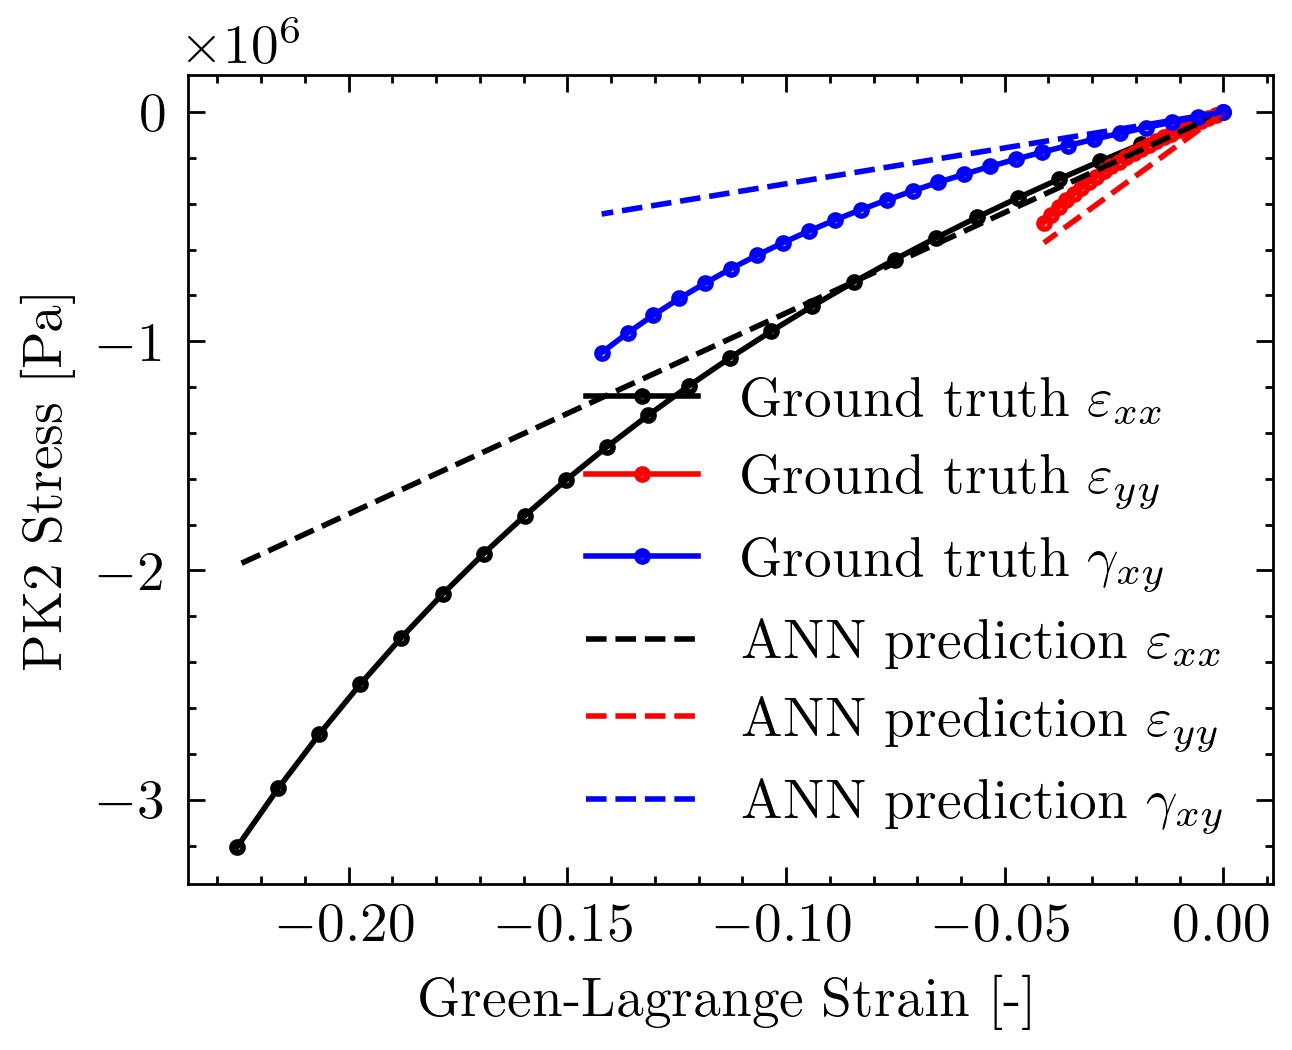 ×10⁶
0
−1
−2
−3
PK2 Stress [Pa]
Ground truth εxx
Ground truth εyy
Ground truth γxy
ANN prediction εxx
ANN prediction εyy
ANN prediction γxy
−0.20 −0.15 −0.10 −0.05 0.00
Green-Lagrange Strain [-]